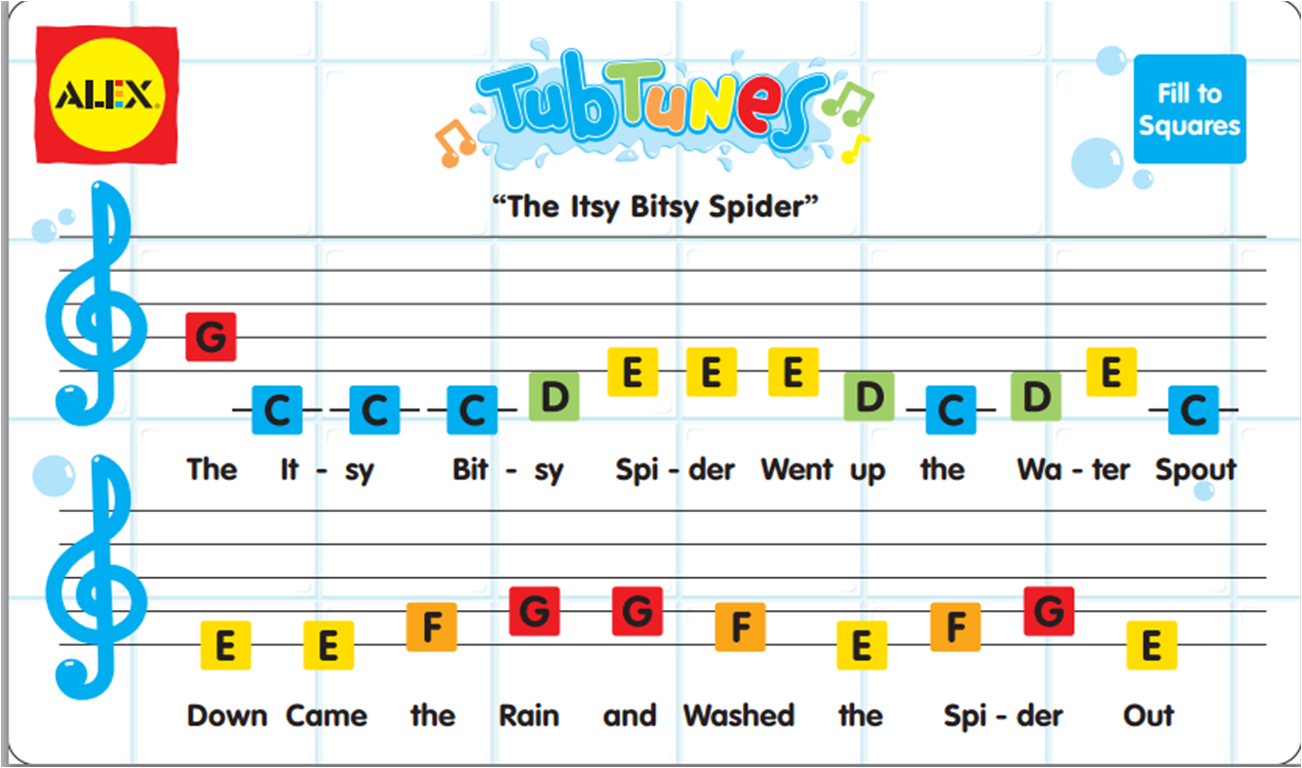 ALEX
TubTunes
Fill to
Squares
“The Itsy Bitsy Spider”
G C C C D E E E D C D E C
The It - sy Bit - sy Spi - der Went up the Wa - ter Spout
E E F G G F E F G E
Down Came the Rain and Washed the Spi - der Out